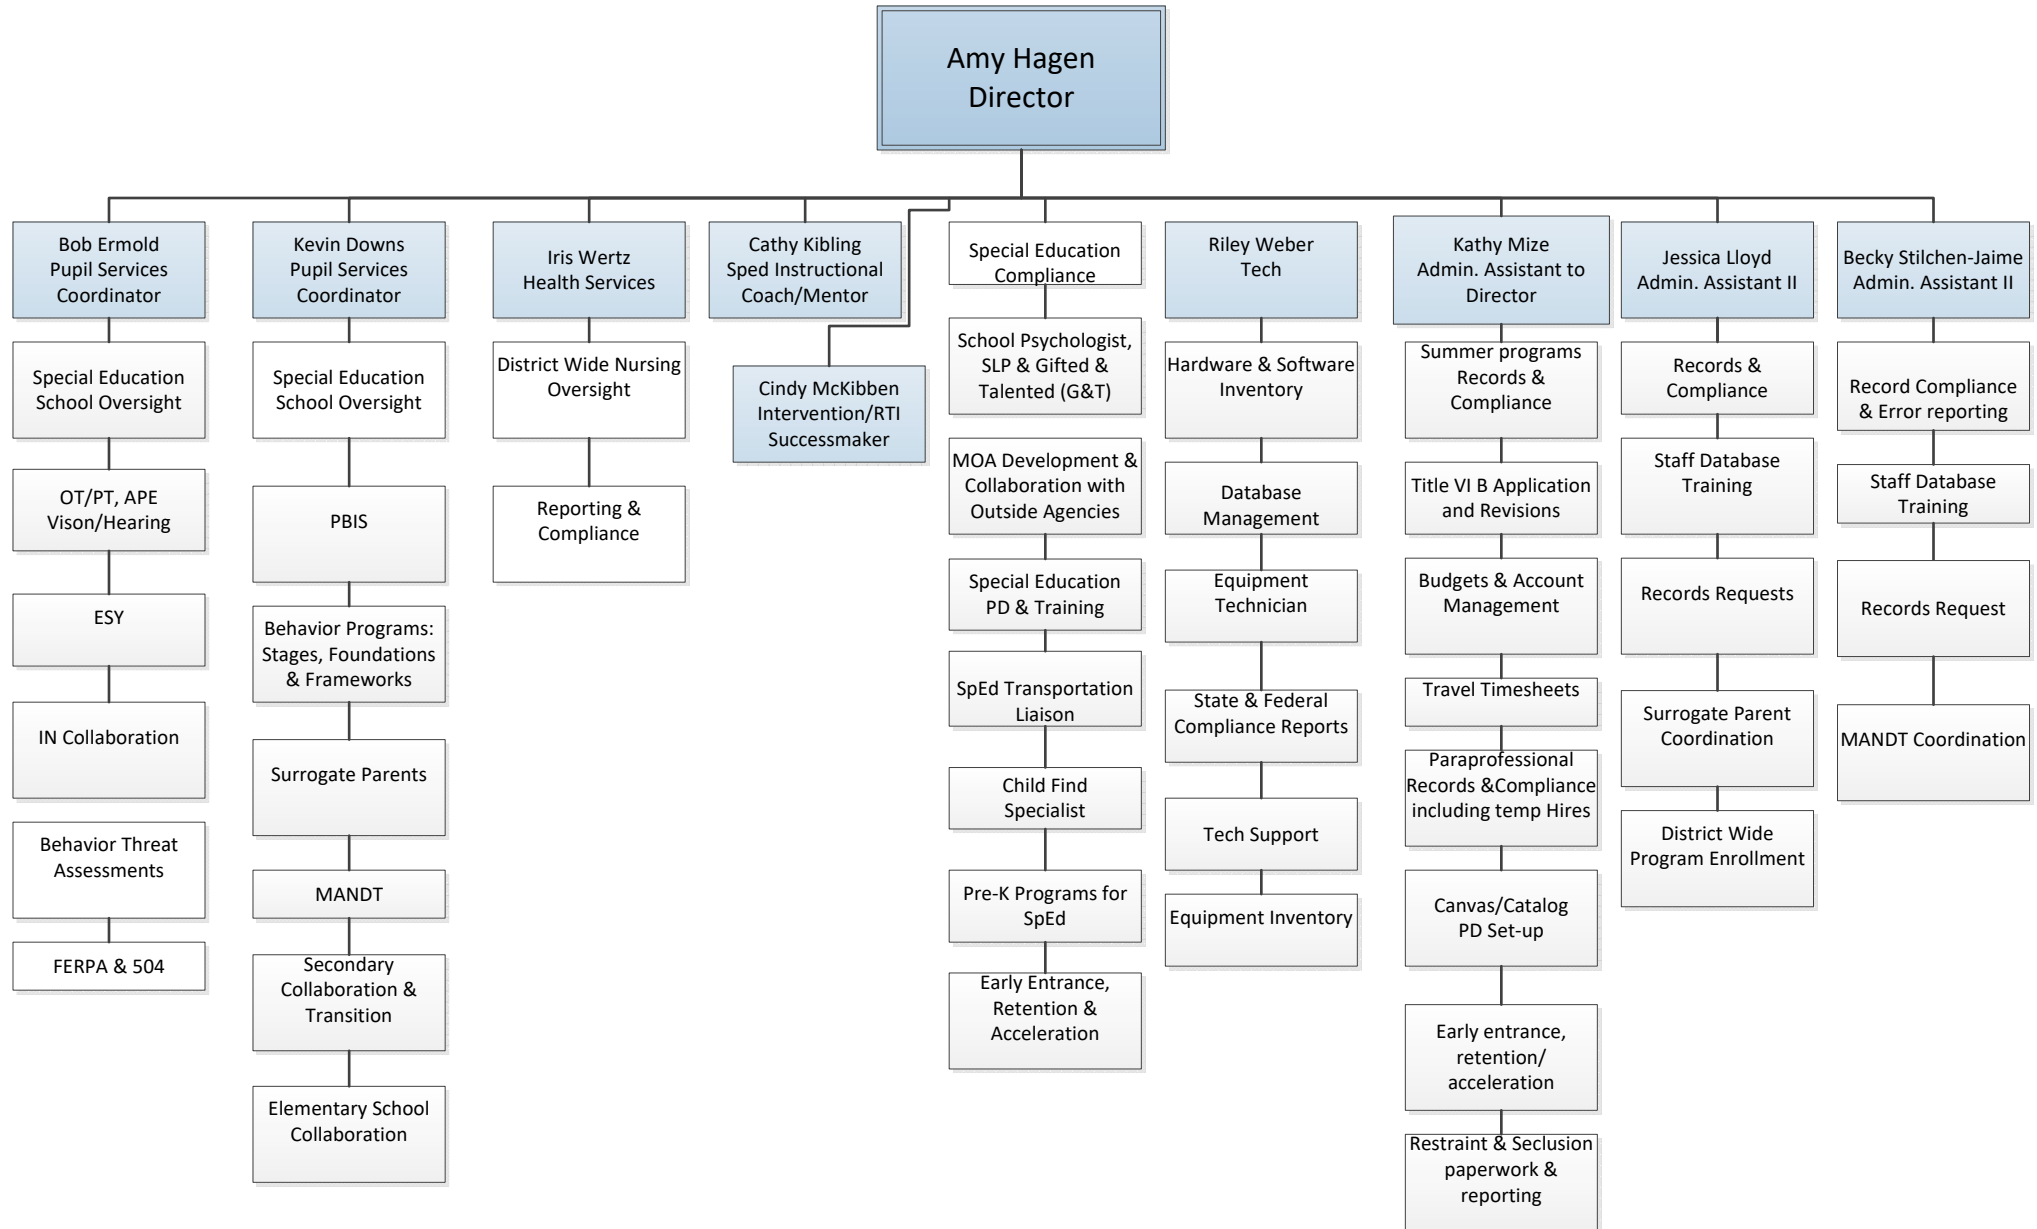 Amy Hagen
Director
Bob Ermold
Pupil Services
Coordinator
Special Education
School Oversight
OT/PT, APE
Vison/Hearing
ESY
IN Collaboration
Behavior Threat
Assessments
FERPA & 504
Kevin Downs
Pupil Services
Coordinator
Special Education
School Oversight
PBIS
Behavior Programs:
Stages, Foundations
& Frameworks
Surrogate Parents
MANDT
Secondary
Collaboration &
Transition
Elementary School
Collaboration
Iris Wertz
Health Services
District Wide Nursing
Oversight
Reporting &
Compliance
Cathy Kibling
Sped Instructional
Coach/Mentor
Cindy McKibben
Intervention/RTI
Successmaker
Special Education
Compliance
School Psychologist,
SLP & Gifted &
Talented (G&T)
MOA Development &
Collaboration with
Outside Agencies
Special Education
PD & Training
SpEd Transportation
Liaison
Child Find
Specialist
Pre-K Programs for
SpEd
Early Entrance,
Retention &
Acceleration
Riley Weber
Tech
Hardware & Software
Inventory
Database
Management
Equipment
Technician
State & Federal
Compliance Reports
Tech Support
Equipment Inventory
Kathy Mize
Admin. Assistant to
Director
Summer programs
Records &
Compliance
Title VI B Application
and Revisions
Budgets & Account
Management
Travel Timesheets
Paraprofessional
Records &Compliance
including temp Hires
Canvas/Catalog
PD Set-up
Early entrance,
retention/
acceleration
Restraint & Seclusion
paperwork &
reporting
Jessica Lloyd
Admin. Assistant II
Records &
Compliance
Staff Database
Training
Records Requests
Surrogate Parent
Coordination
District Wide
Program Enrollment
Becky Stilchen-Jaime
Admin. Assistant II
Record Compliance
& Error reporting
Staff Database
Training
Records Request
MANDT Coordination